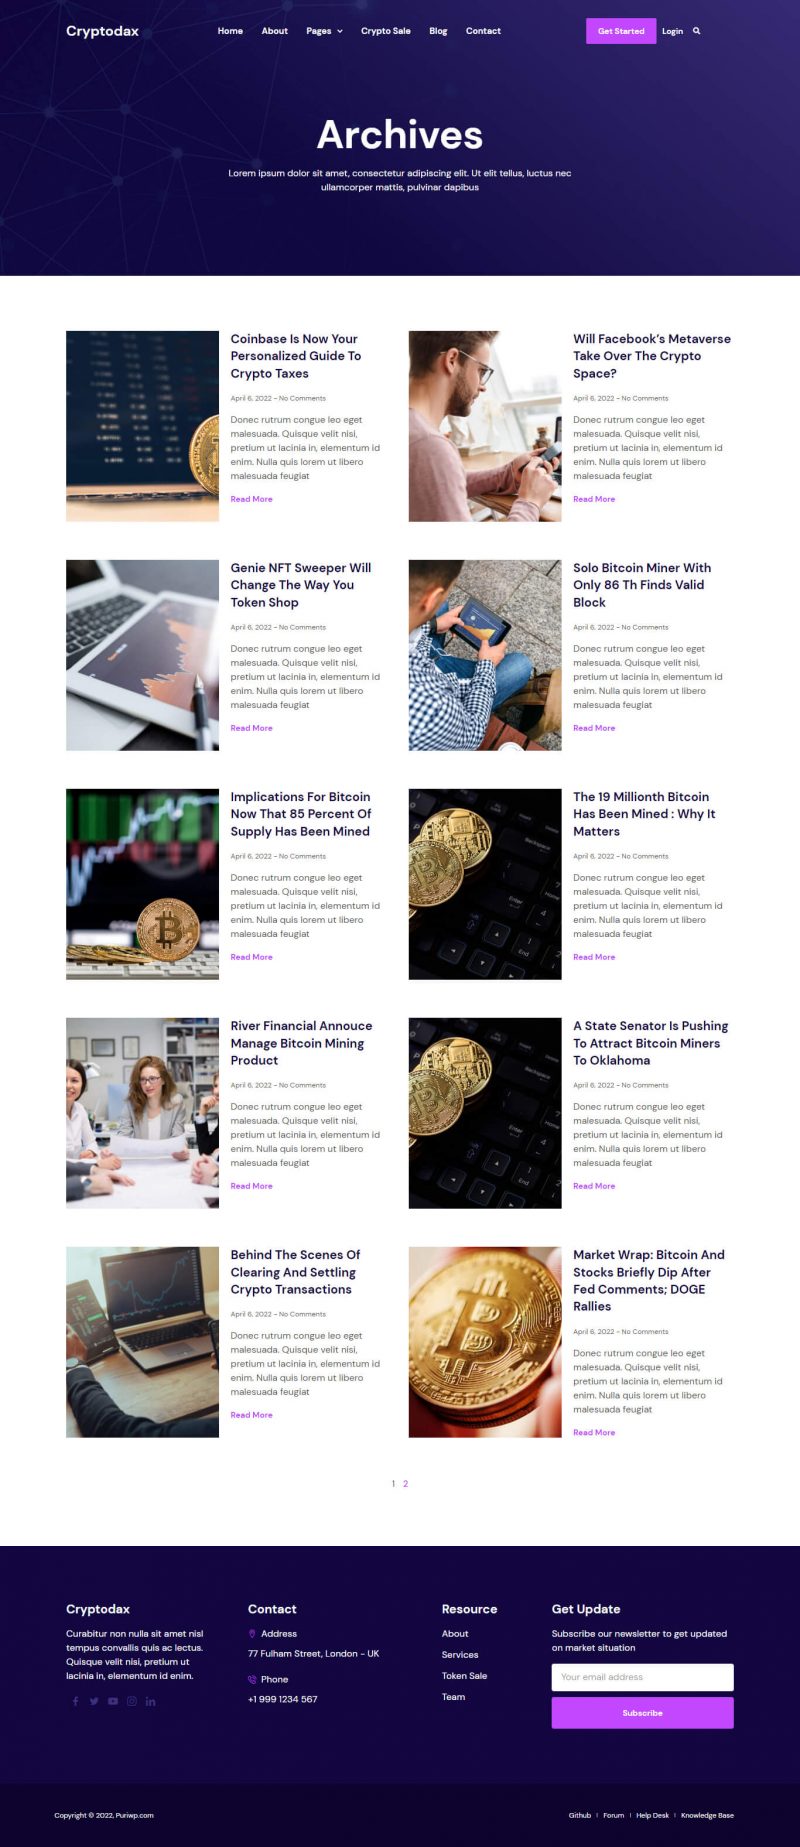 Cryptodax
Home About Pages Crypto Sale Blog Contact
Get Started Login
Archives
Lorem ipsum dolor sit amet, consectetur adipiscing elit. Ut elit tellus, luctus nec
ullamcorper mattis, pulvinar dapibus
Coinbase Is Now Your
Personalized Guide To
Crypto Taxes
April 6, 2022 - No Comments
Donec rutrum congue leo eget
malesuada. Quisque velit nisi,
pretium ut lacinia in, elementum id
enim. Nulla quis lorem ut libero
malesuada feugiat
Read More
Will Facebook's Metaverse
Take Over The Crypto
Space?
April 6, 2022 - No Comments
Donec rutrum congue leo eget
malesuada. Quisque velit nisi,
pretium ut lacinia in, elementum id
enim. Nulla quis lorem ut libero
malesuada feugiat
Read More
Genie NFT Sweeper Will
Change The Way You
Token Shop
April 6, 2022 - No Comments
Donec rutrum congue leo eget
malesuada. Quisque velit nisi,
pretium ut lacinia in, elementum id
enim. Nulla quis lorem ut libero
malesuada feugiat
Read More
Solo Bitcoin Miner With
Only 86 Th Finds Valid
Block
April 6, 2022 - No Comments
Donec rutrum congue leo eget
malesuada. Quisque velit nisi,
pretium ut lacinia in, elementum id
enim. Nulla quis lorem ut libero
malesuada feugiat
Read More
Implications For Bitcoin
Now That 85 Percent Of
Supply Has Been Mined
April 6, 2022 - No Comments
Donec rutrum congue leo eget
malesuada. Quisque velit nisi,
pretium ut lacinia in, elementum id
enim. Nulla quis lorem ut libero
malesuada feugiat
Read More
Backspace
Home
Enter
End
The 19 Millionth Bitcoin
Has Been Mined : Why It
Matters
April 6, 2022 - No Comments
Donec rutrum congue leo eget
malesuada. Quisque velit nisi,
pretium ut lacinia in, elementum id
enim. Nulla quis lorem ut libero
malesuada feugiat
Read More
River Financial Annouce
Manage Bitcoin Mining
Product
April 6, 2022 - No Comments
Donec rutrum congue leo eget
malesuada. Quisque velit nisi,
pretium ut lacinia in, elementum id
enim. Nulla quis lorem ut libero
malesuada feugiat
Read More
Backspace
Home
Enter
End
A State Senator Is Pushing
To Attract Bitcoin Miners
To Oklahoma
April 6, 2022 - No Comments
Donec rutrum congue leo eget
malesuada. Quisque velit nisi,
pretium ut lacinia in, elementum id
enim. Nulla quis lorem ut libero
malesuada feugiat
Read More
Behind The Scenes Of
Clearing And Settling
Crypto Transactions
April 6, 2022 - No Comments
Donec rutrum congue leo eget
malesuada. Quisque velit nisi,
pretium ut lacinia in, elementum id
enim. Nulla quis lorem ut libero
malesuada feugiat
Read More
Market Wrap: Bitcoin And
Stocks Briefly Dip After
Fed Comments; DOGE
Rallies
April 6, 2022 - No Comments
Donec rutrum congue leo eget
malesuada. Quisque velit nisi,
pretium ut lacinia in, elementum id
enim. Nulla quis lorem ut libero
malesuada feugiat
Read More
1 2
Cryptodax
Curabitur non nulla sit amet nisl
tempus convallis quis ac lectus.
Quisque velit nisi, pretium ut
lacinia in, elementum id enim.
Contact
Address
77 Fulham Street, London - UK
Phone
+1 999 1234 567
Resource
About
Services
Token Sale
Team
Get Update
Subscribe our newsletter to get updated
on market situation
Your email address
Subscribe
Copyright © 2022, Puriwp.com
Github | Forum | Help Desk | Knowledge Base